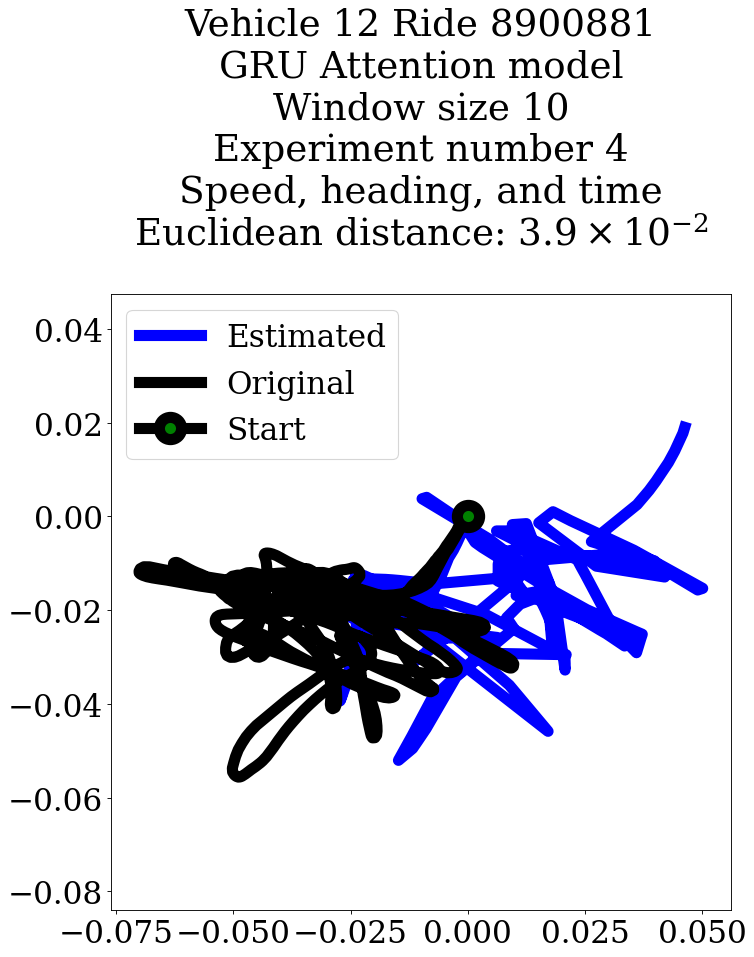 Vehicle 12 Ride 8900881
GRU Attention model
Window size 10
Experiment number 4
Speed, heading, and time
Euclidean distance: 3.9 × 10⁻²
Estimated
Original
Start
0.04
0.02
0.00
−0.02
−0.04
−0.06
−0.08
−0.075 −0.050 −0.025 0.000 0.025 0.050